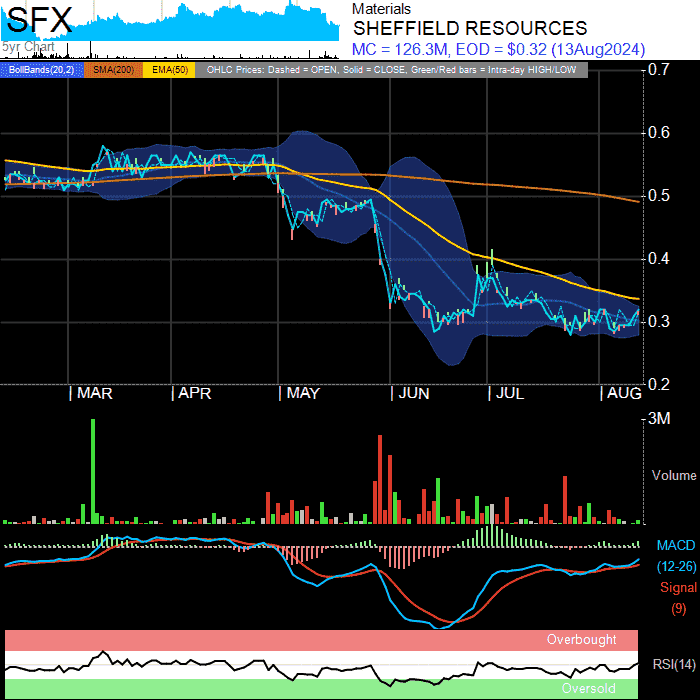 SFX
5yr Chart
Materials
SHEFFIELD RESOURCES
MC = 126.3M, EOD = $0.32 (13Aug2024)
BollBands(20,2) SMA(200) EMA(50) OHLC Prices: Dashed = OPEN, Solid = CLOSE, Green/Red bars = Intra-day HIGH/LOW
0.7
0.6
0.5
0.4
0.3
0.2
MAR APR MAY JUN JUL AUG
3M
Volume
MACD
(12-26)
Signal
(9)
Overbought
RSI(14)
Oversold